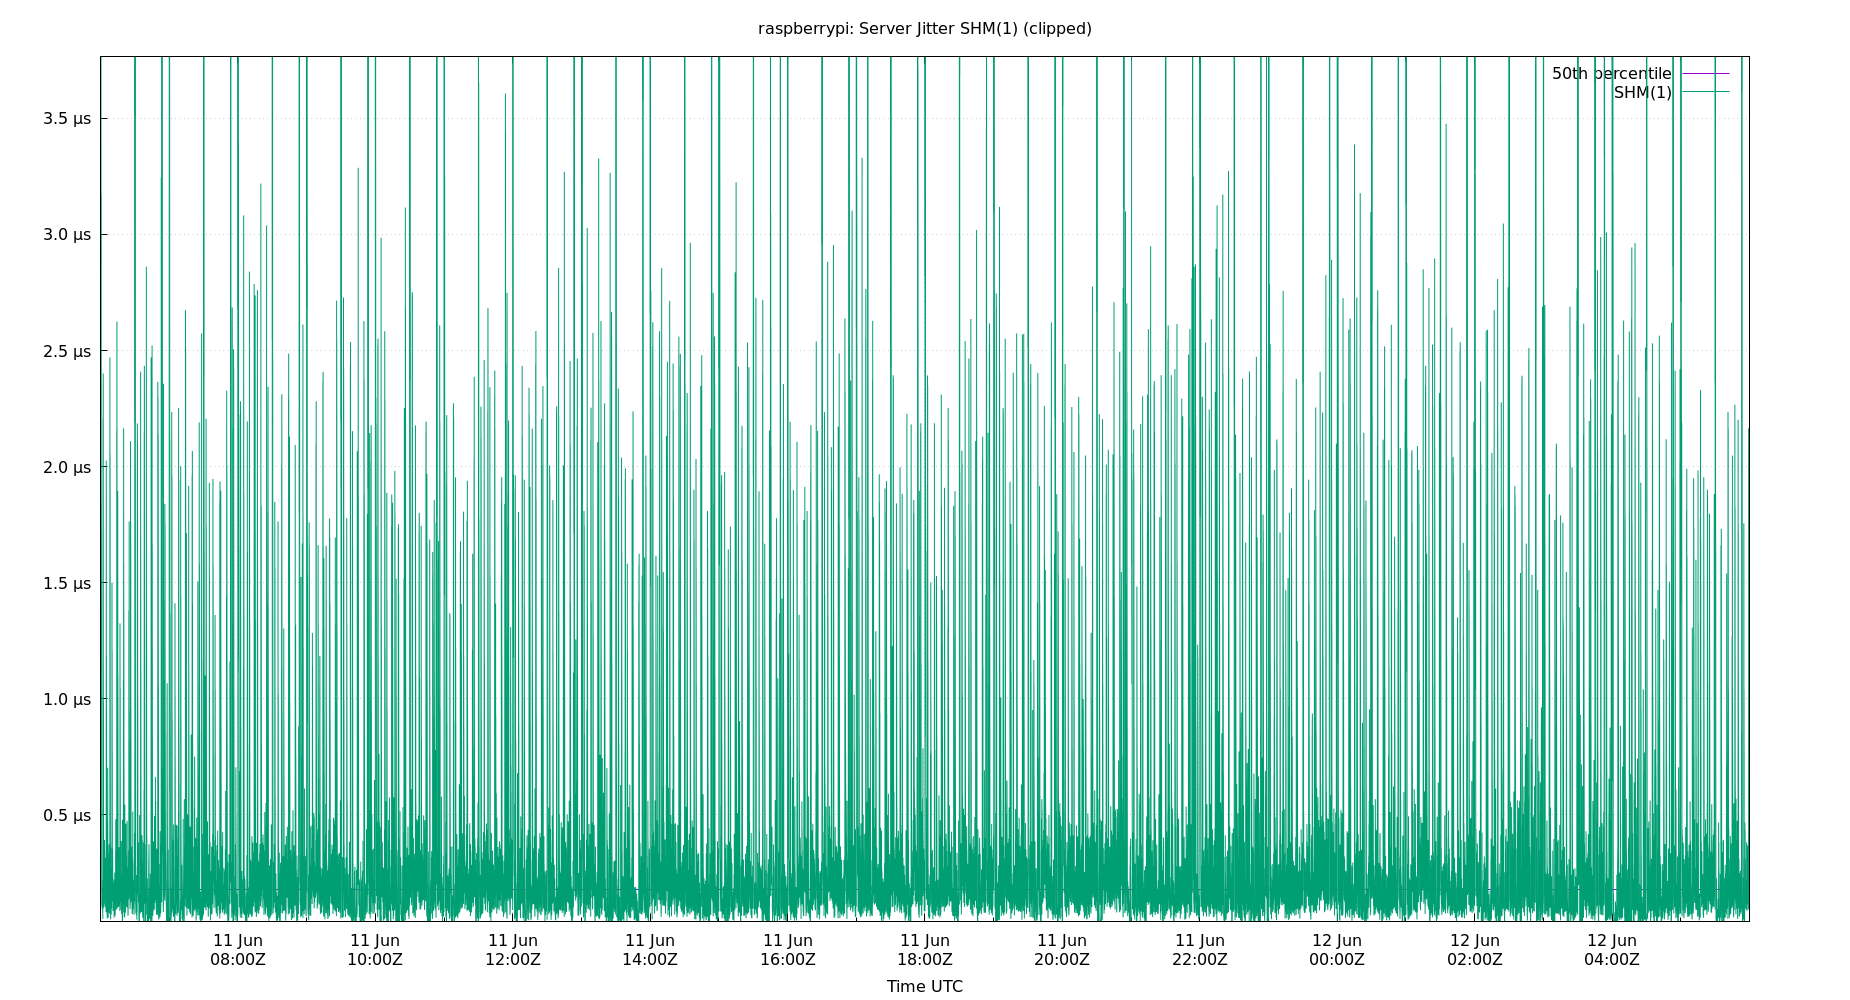 raspberrypi: Server Jitter SHM(1) (clipped)
50th percentile
SHM(1)
3.5 µs
3.0 µs
2.5 µs
2.0 µs
1.5 µs
1.0 µs
0.5 µs
11 Jun 11 Jun 11 Jun 11 Jun 11 Jun 11 Jun 11 Jun 11 Jun 12 Jun 12 Jun 12 Jun
08:00Z 10:00Z 12:00Z 14:00Z 16:00Z 18:00Z 20:00Z 22:00Z 00:00Z 02:00Z 04:00Z
Time UTC